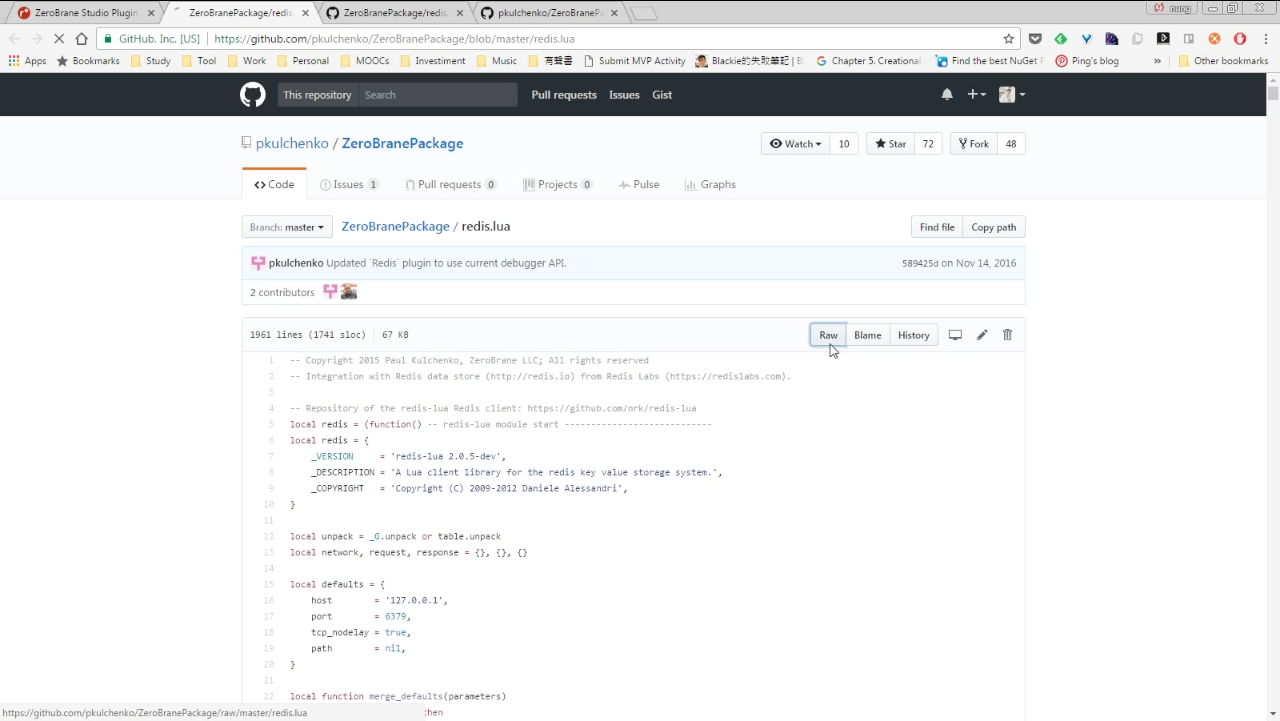 ZeroBrane Studio Plugin
ZeroBranePackage/redis.
ZeroBranePackage/redis.
pkulchenko/ZeroBranePa
nung
GitHub, Inc. [US]
https://github.com/pkulchenko/ZeroBranePackage/blob/master/redis.lua
Apps
Bookmarks
Study
Tool
Work
Personal
MOOCs
Investiment
Music
有聲書
Submit MVP Activity
Blackie的失敗筆記
Chapter 5. Creational
Find the best NuGet
Ping's blog
»
Other bookmarks
This repository
Search
Pull requests
Issues
Gist
pkulchenko / ZeroBranePackage
Watch 10
Star 72
Fork 48
Code
Issues 1
Pull requests 0
Projects 0
Pulse
Graphs
Branch: master
ZeroBranePackage / redis.lua
Find file
Copy path
pkulchenko Updated `Redis` plugin to use current debugger API.
589425d on Nov 14, 2016
2 contributors
1961 lines (1741 sloc)
67 KB
Raw
Blame
History
1 -- Copyright 2015 Paul Kulchenko, ZeroBrane LLC; All rights reserved
2 -- Integration with Redis data store (http://redis.io) from Redis Labs (https://redislabs.com).
3
4 -- Repository of the redis-lua Redis client: https://github.com/nrk/redis-lua
5 local redis = (function() -- redis-lua module start ----------------------------
6 local redis = {
7 _VERSION = 'redis-lua 2.0.5-dev',
8 _DESCRIPTION = 'A Lua client library for the redis key value storage system.',
9 _COPYRIGHT = 'Copyright (C) 2009-2012 Daniele Alessandri',
10 }
11
12 local unpack = _G.unpack or table.unpack
13 local network, request, response = {}, {}, {}
14
15 local defaults = {
16 host = '127.0.0.1',
17 port = 6379,
18 tcp_nodelay = true,
19 path = nil,
20 }
21
22 local function merge_defaults(parameters)
then
https://github.com/pkulchenko/ZeroBranePackage/raw/master/redis.lua